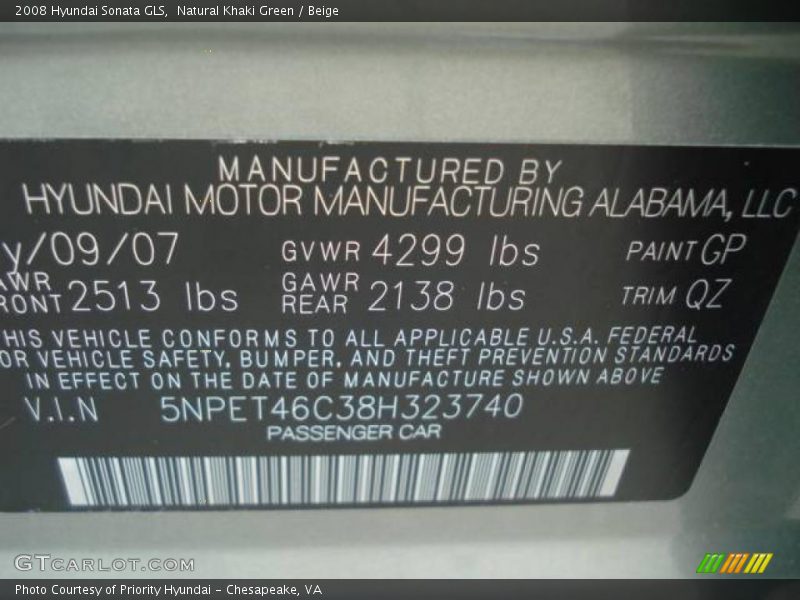 2008 Hyundai Sonata GLS, Natural Khaki Green / Beige
MANUFACTURED BY
HYUNDAI MOTOR MANUFACTURING ALABAMA, LLC
y/09/07 GVWR 4299 lbs PAINT GP
AWR FRONT 2513 lbs GAWR REAR 2138 lbs TRIM QZ
HIS VEHICLE CONFORMS TO ALL APPLICABLE U.S.A. FEDERAL
OR VEHICLE SAFETY, BUMPER, AND THEFT PREVENTION STANDARDS
IN EFFECT ON THE DATE OF MANUFACTURE SHOWN ABOVE
V.I.N 5NPET46C38H323740
PASSENGER CAR
GTCARLOT.COM
Photo Courtesy of Priority Hyundai - Chesapeake, VA